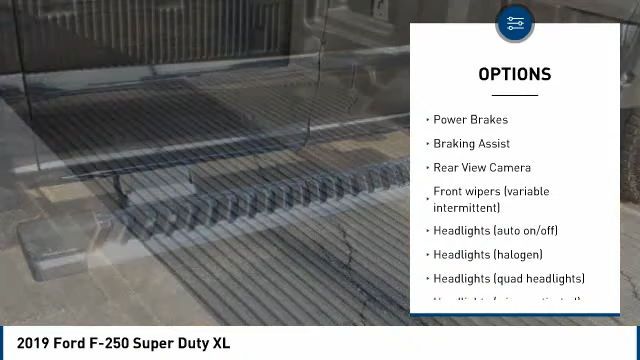 OPTIONS
Power Brakes
Braking Assist
Rear View Camera
Front wipers (variable
intermittent)
Headlights (auto on/off)
Headlights (halogen)
Headlights (quad headlights)
2019 Ford F-250 Super Duty XL